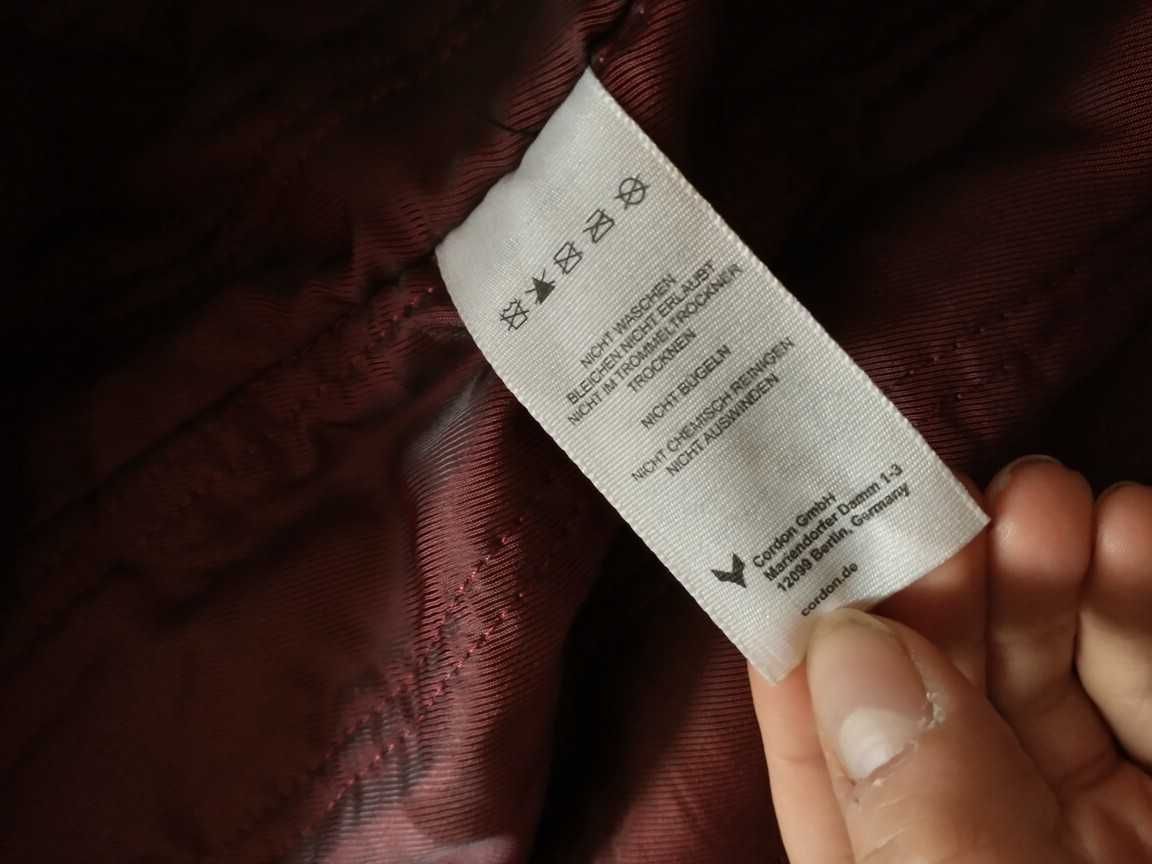 NICHT WASCHEN
BLEICHEN NICHT ERLAUBT
NICHT IM TROMMELTROCKNER
TROCKNEN
NICHT BÜGELN
NICHT CHEMISCH REINIGEN
NICHT AUSWINDEN
Cordon GmbH
Mariendorfer Damm 1-3
12099 Berlin, Germany
cordon.de